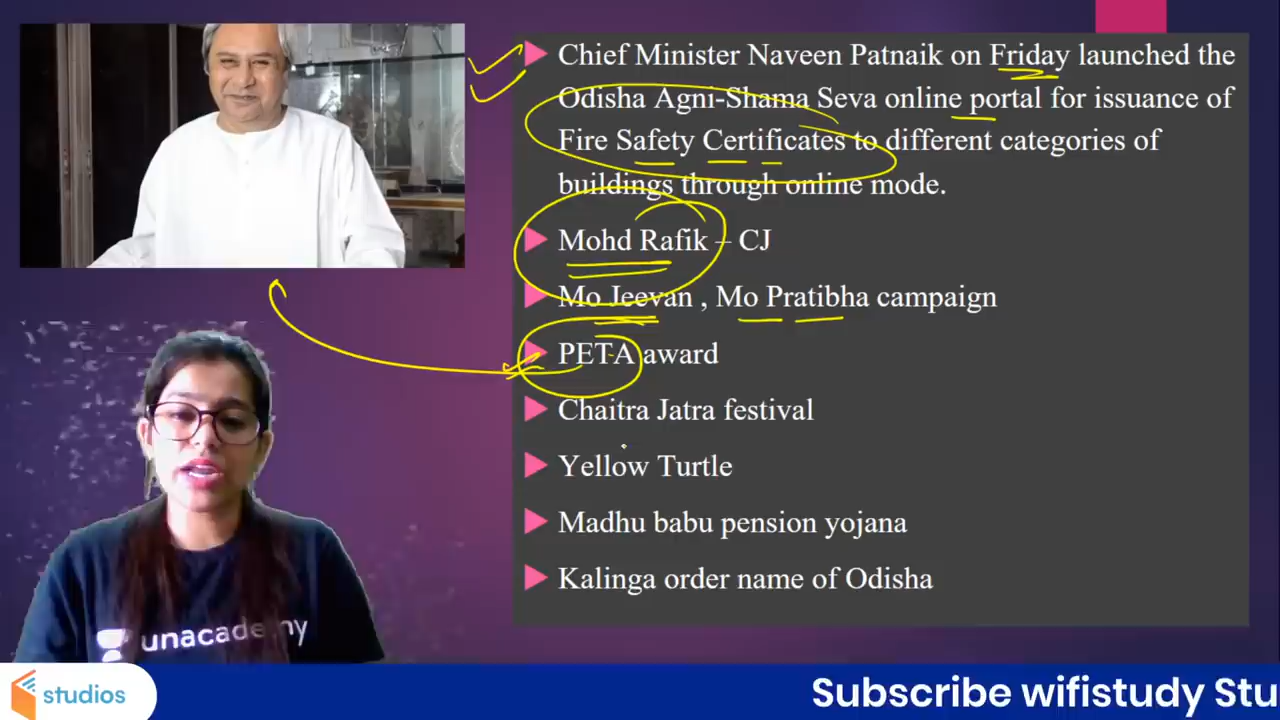 Chief Minister Naveen Patnaik on Friday launched the
Odisha Agni-Shama Seva online portal for issuance of
Fire Safety Certificates to different categories of
buildings through online mode.
Mohd Rafik – CJ
Mo Jeevan , Mo Pratibha campaign
PETA award
Chaitra Jatra festival
Yellow Turtle
Madhu babu pension yojana
Kalinga order name of Odisha
unacademy
studios
Subscribe wifistudy Stu